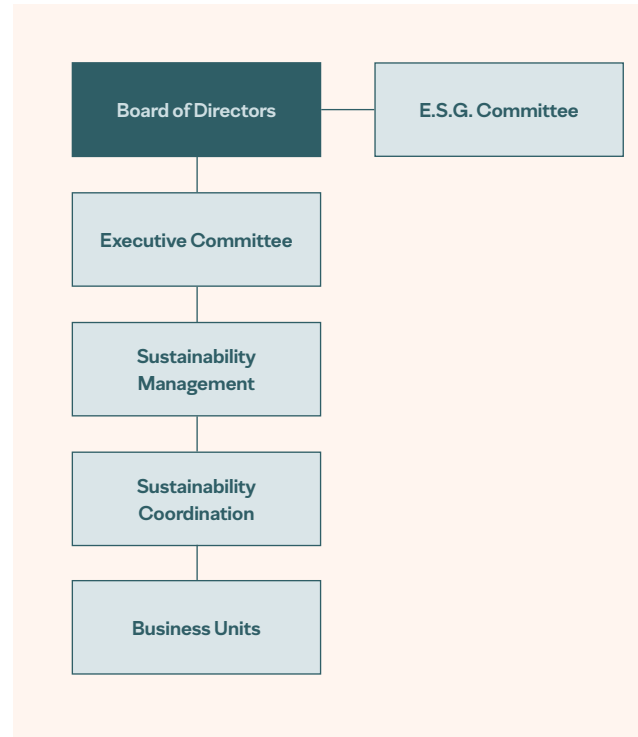 Board of Directors
E.S.G. Committee
Executive Committee
Sustainability
Management
Sustainability
Coordination
Business Units